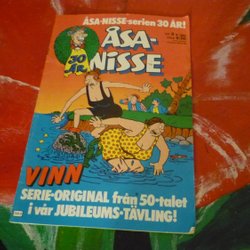 ÅSA-NISSE-serien 30 ÅR!
30
ÅR
ÅSA-
NISSE
VINN
SERIE-ORIGINAL från 50-talet
i vår JUBILEUMS-TÄVLING!